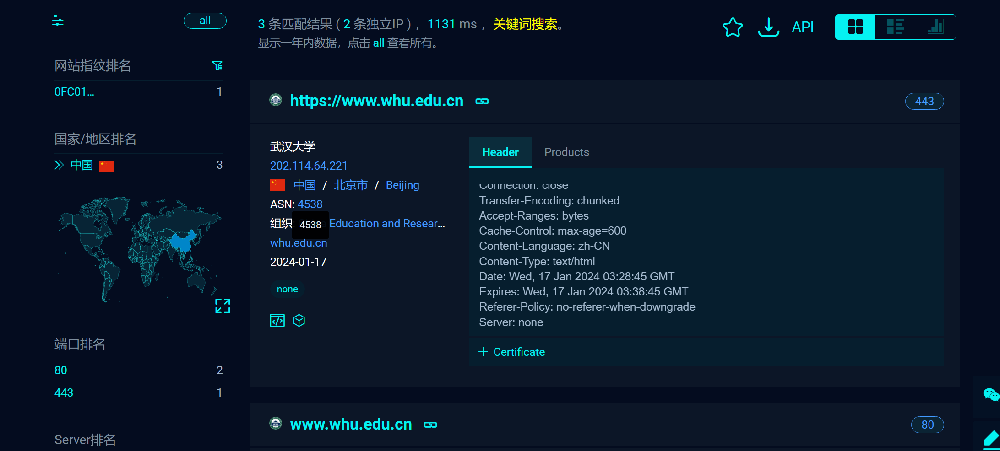 all
网站指纹排名
0FC01... 1
国家/地区排名
中国 3
端口排名
80 2
443 1
Server排名
3 条匹配结果 ( 2 条独立IP ) ，1131 ms ，关键词搜索。
显示一年内数据，点击 all 查看所有。
API
https://www.whu.edu.cn
443
武汉大学
202.114.64.221
中国 / 北京市 / Beijing
ASN: 4538
组织 Education and Resear...
4538
whu.edu.cn
2024-01-17
none
Header Products
Connection: close
Transfer-Encoding: chunked
Accept-Ranges: bytes
Cache-Control: max-age=600
Content-Language: zh-CN
Content-Type: text/html
Date: Wed, 17 Jan 2024 03:28:45 GMT
Expires: Wed, 17 Jan 2024 03:38:45 GMT
Referer-Policy: no-referer-when-downgrade
Server: none
+ Certificate
www.whu.edu.cn
80